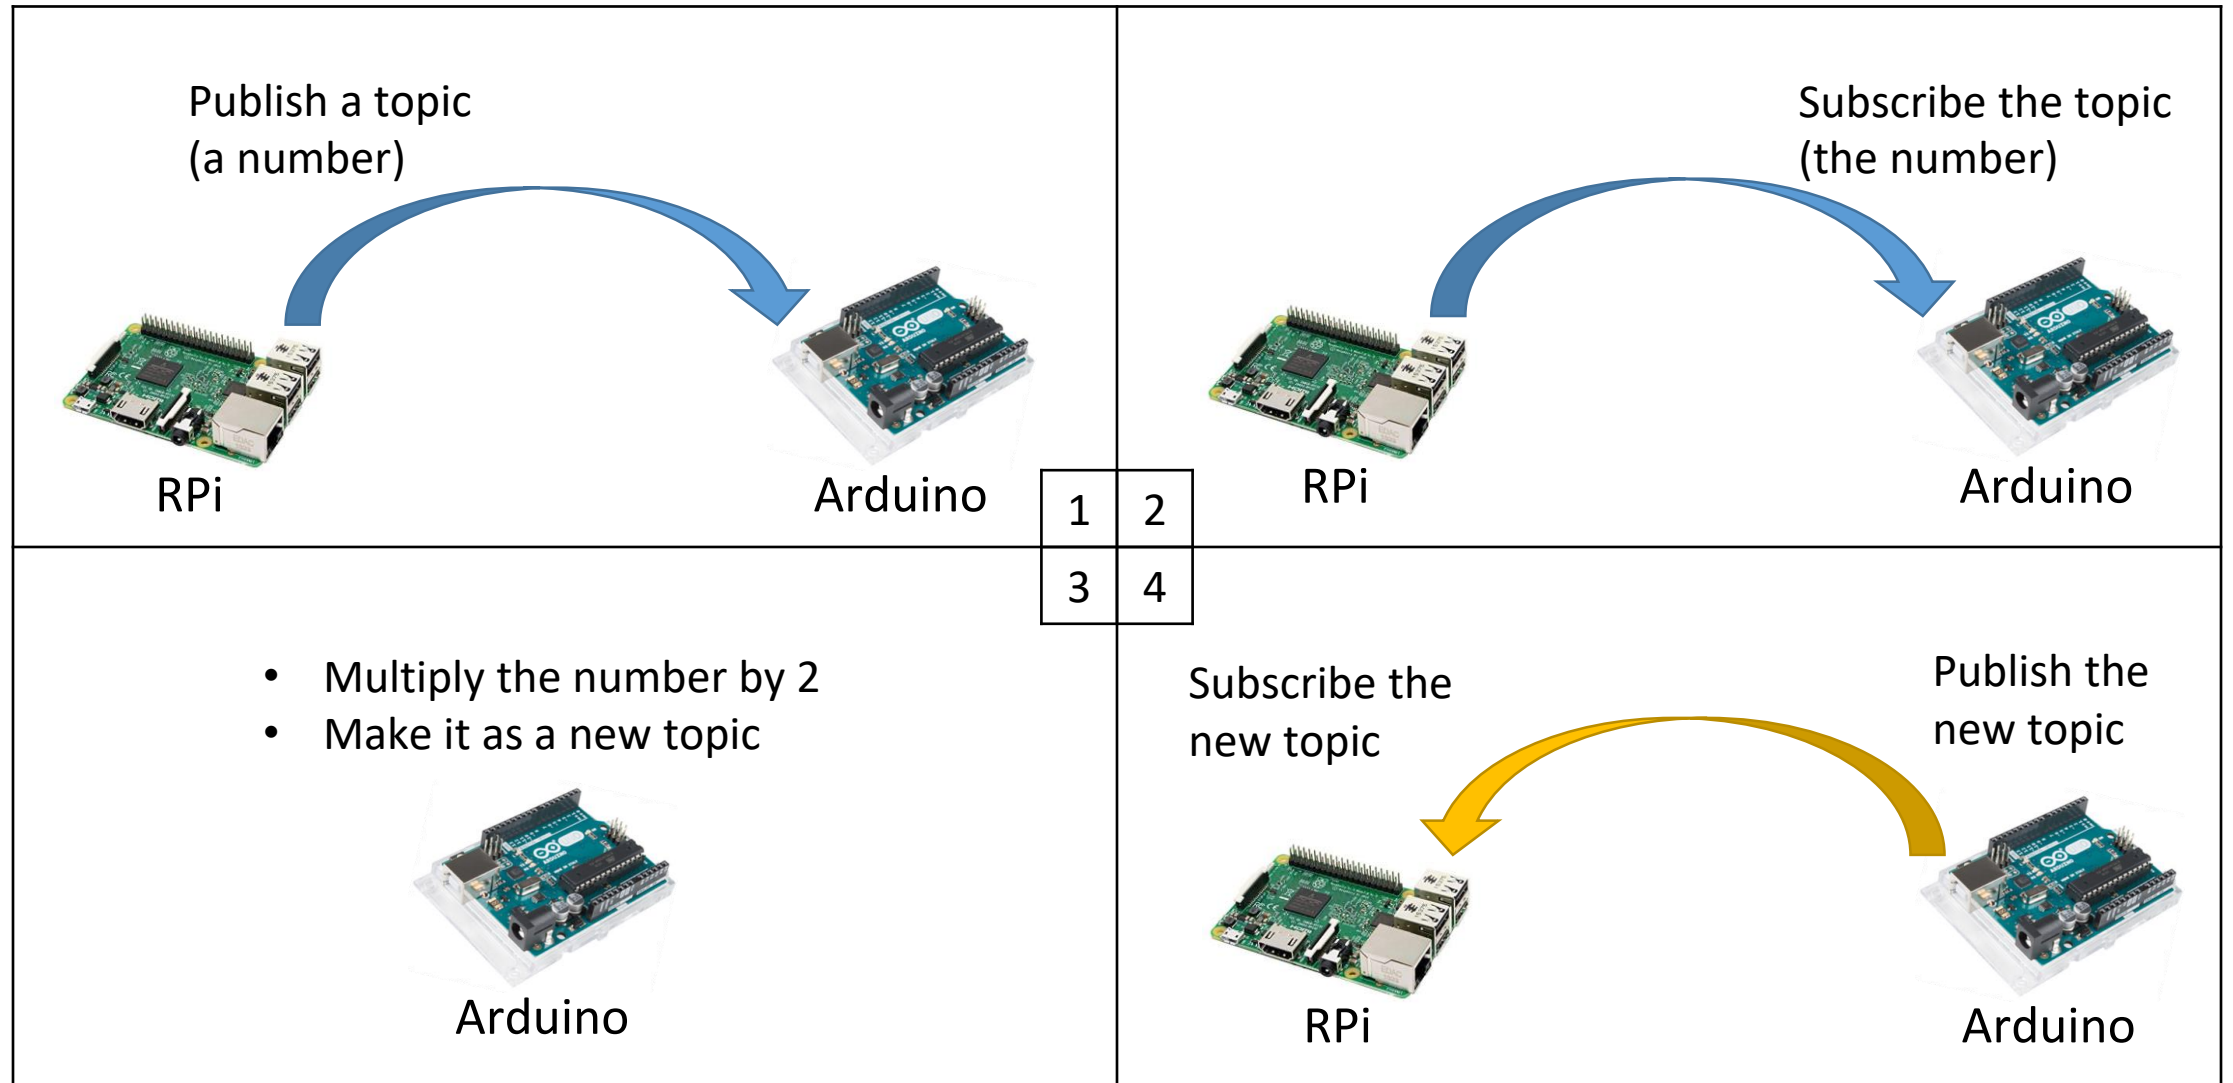 Publish a topic
(a number)
RPi
Arduino
1
Subscribe the topic
(the number)
RPi
Arduino
2
3
• Multiply the number by 2
• Make it as a new topic
Arduino
4
Subscribe the
new topic
Publish the
new topic
RPi
Arduino